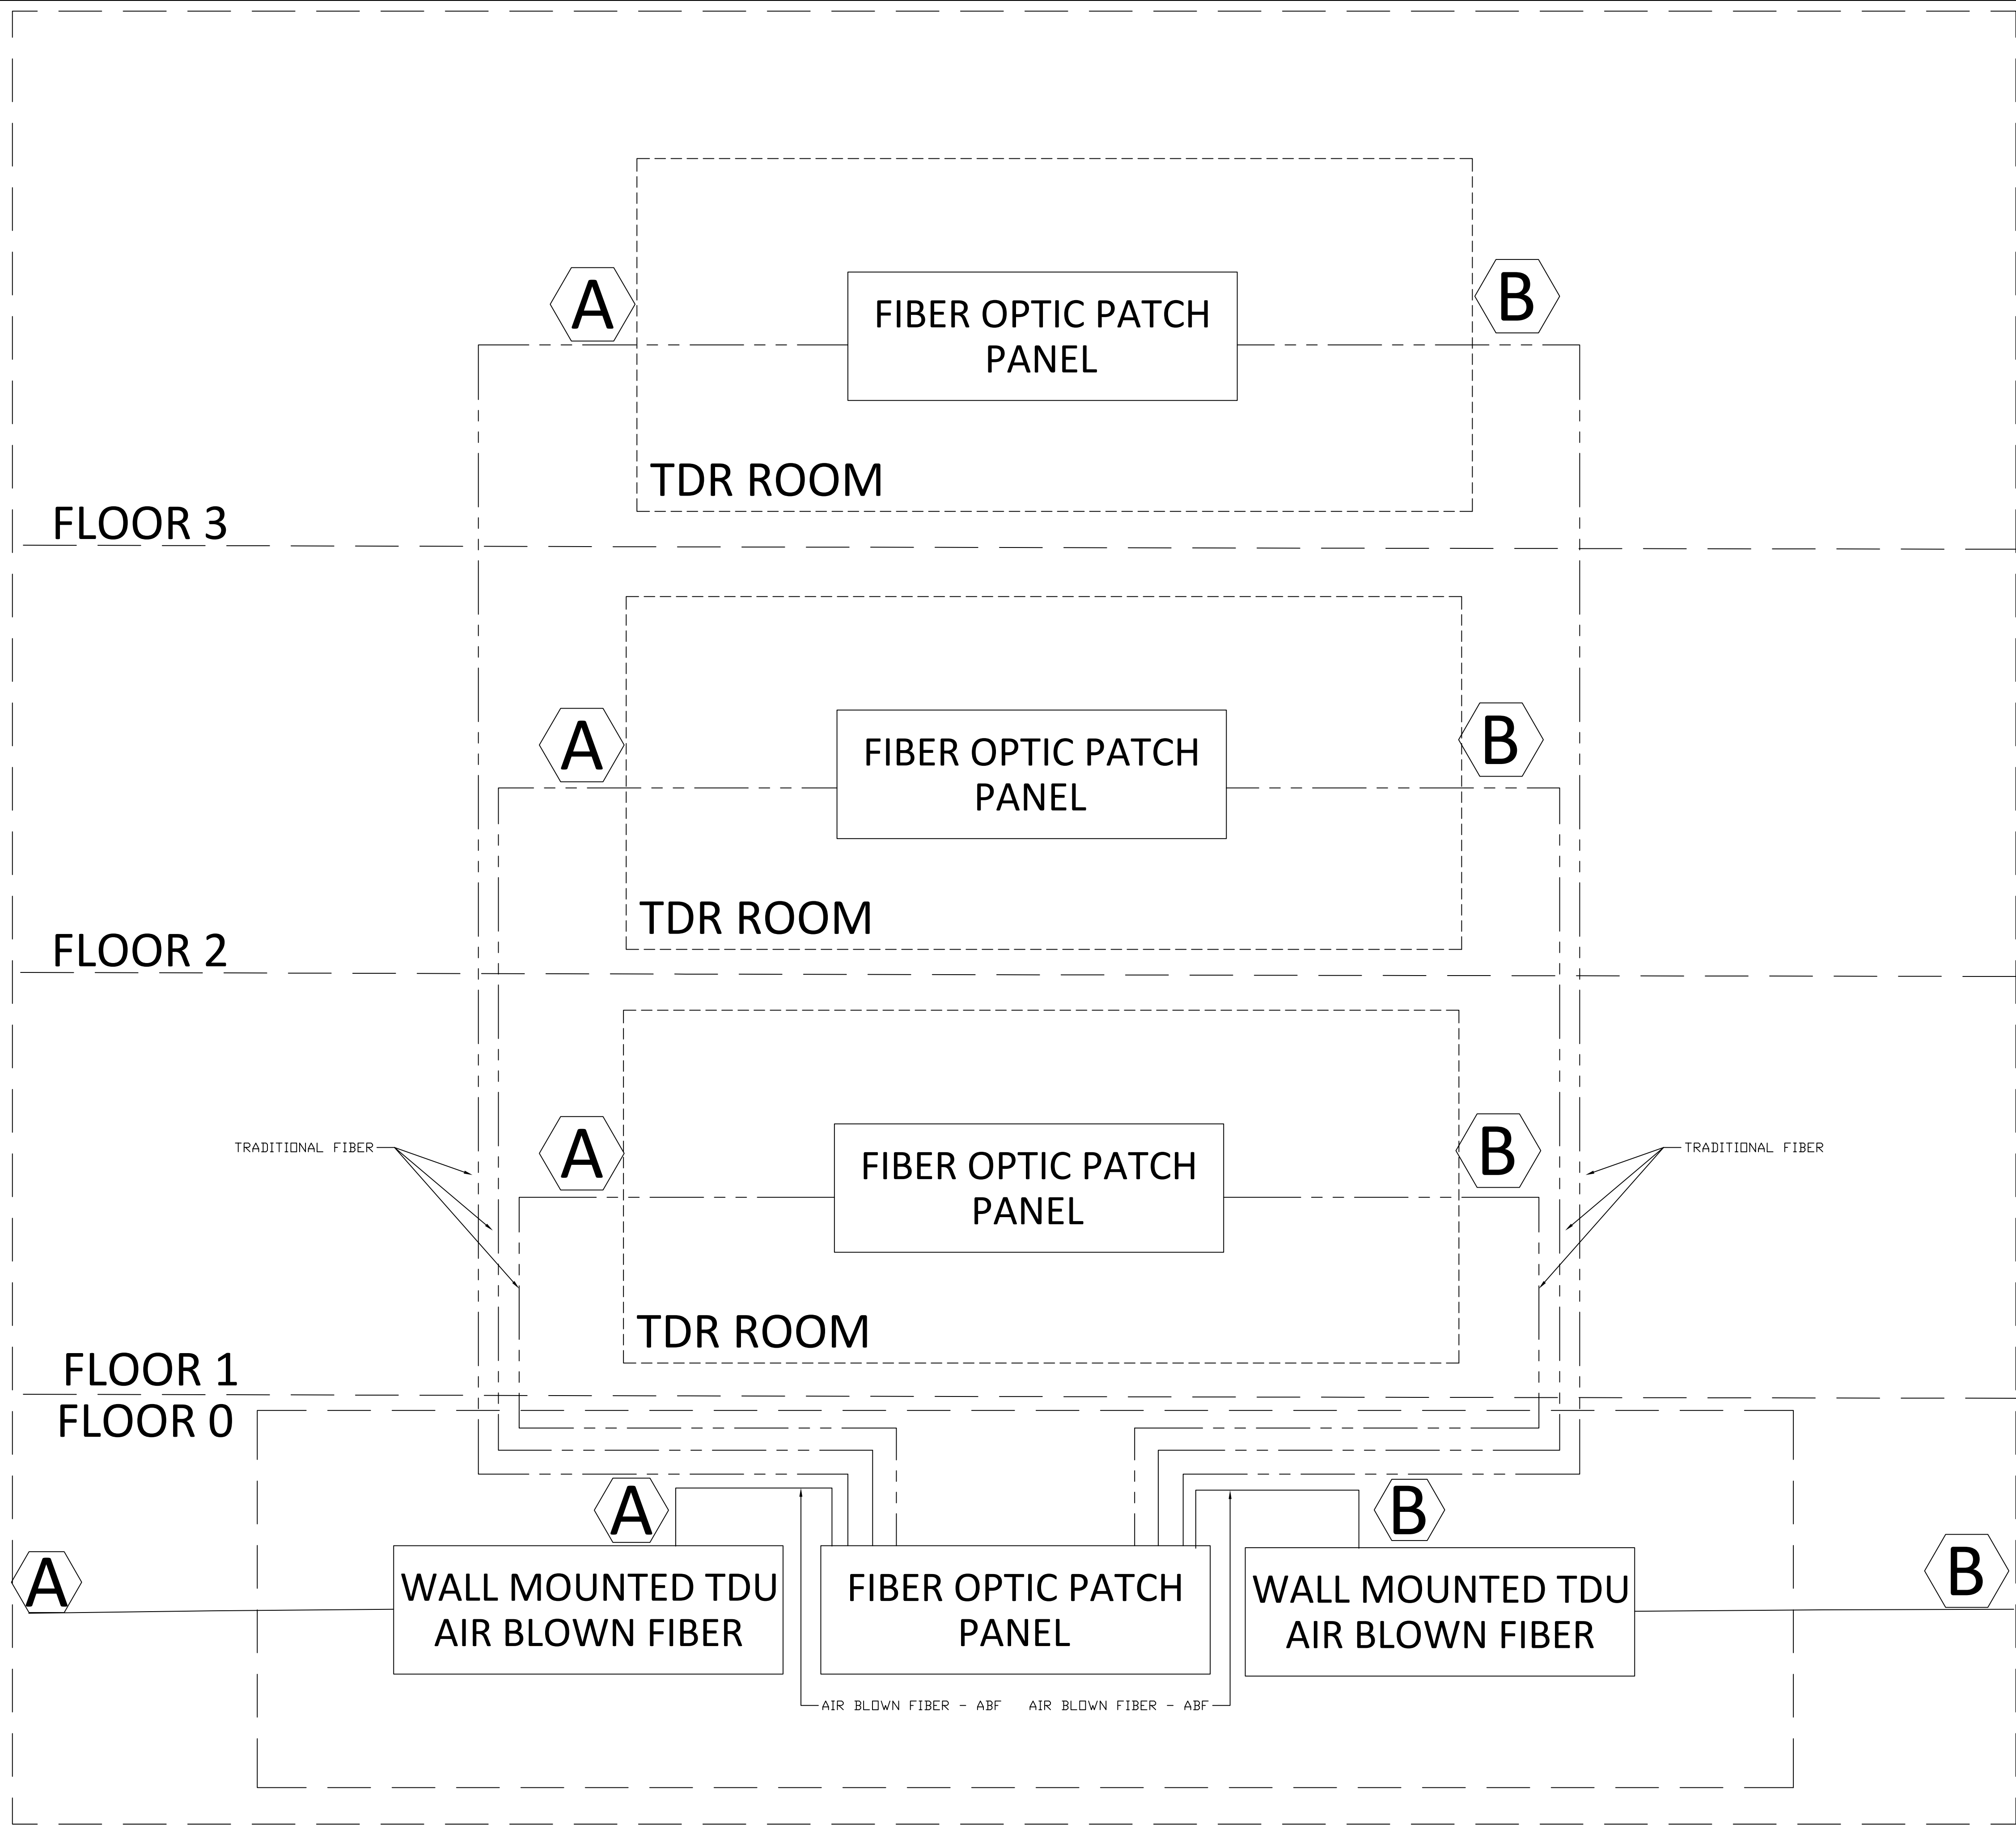 A
B
FIBER OPTIC PATCH
PANEL
TDR ROOM
FLOOR 3
A
B
FIBER OPTIC PATCH
PANEL
TDR ROOM
FLOOR 2
TRADITIONAL FIBER
TRADITIONAL FIBER
A
B
FIBER OPTIC PATCH
PANEL
TDR ROOM
FLOOR 1
FLOOR 0
A
B
A
WALL MOUNTED TDU
AIR BLOWN FIBER
FIBER OPTIC PATCH
PANEL
WALL MOUNTED TDU
AIR BLOWN FIBER
B
AIR BLOWN FIBER - ABF
AIR BLOWN FIBER - ABF